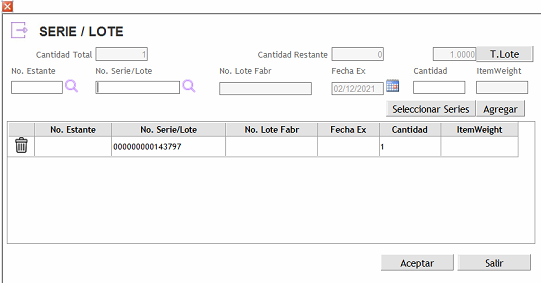 SERIE / LOTE
Cantidad Total 1 Cantidad Restante 0 1.0000 T.Lote
No. Estante No. Serie/Lote No. Lote Fabr Fecha Ex Cantidad ItemWeight
02/12/2021
Seleccionar Series Agregar
No. Estante No. Serie/Lote No. Lote Fabr Fecha Ex Cantidad ItemWeight
000000000143797 1
Aceptar Salir